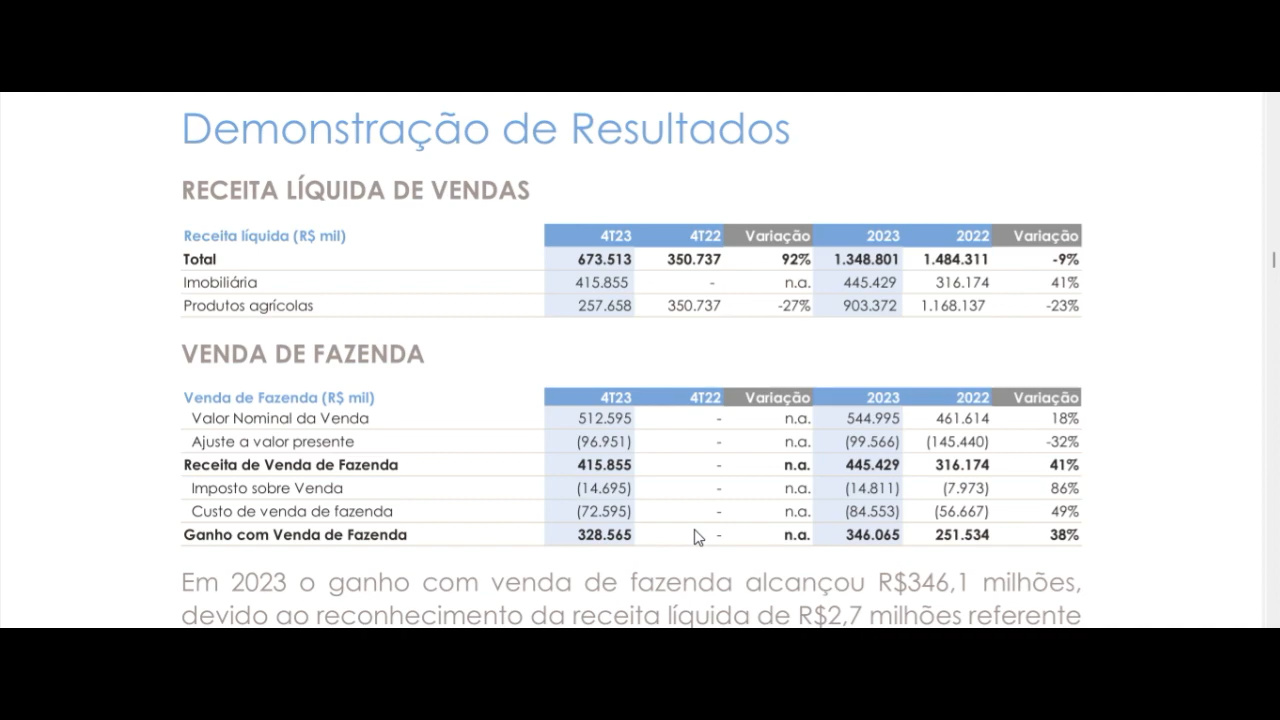 Demonstração de Resultados
RECEITA LÍQUIDA DE VENDAS
Receita líquida (R$ mil) 4T23 4T22 Variação 2023 2022 Variação
Total 673.513 350.737 92% 1.348.801 1.484.311 -9%
Imobiliária 415.855 - n.a. 445.429 316.174 41%
Produtos agrícolas 257.658 350.737 -27% 903.372 1.168.137 -23%
VENDA DE FAZENDA
Venda de Fazenda (R$ mil) 4T23 4T22 Variação 2023 2022 Variação
Valor Nominal da Venda 512.595 - n.a. 544.995 461.614 18%
Ajuste a valor presente (96.951) - n.a. (99.566) (145.440) -32%
Receita de Venda de Fazenda 415.855 - n.a. 445.429 316.174 41%
Imposto sobre Venda (14.695) - n.a. (14.811) (7.973) 86%
Custo de venda de fazenda (72.595) - n.a. (84.553) (56.667) 49%
Ganho com Venda de Fazenda 328.565 - n.a. 346.065 251.534 38%
Em 2023 o ganho com venda de fazenda alcançou R$346,1 milhões,
devido ao reconhecimento da receita líquida de R$2,7 milhões referente